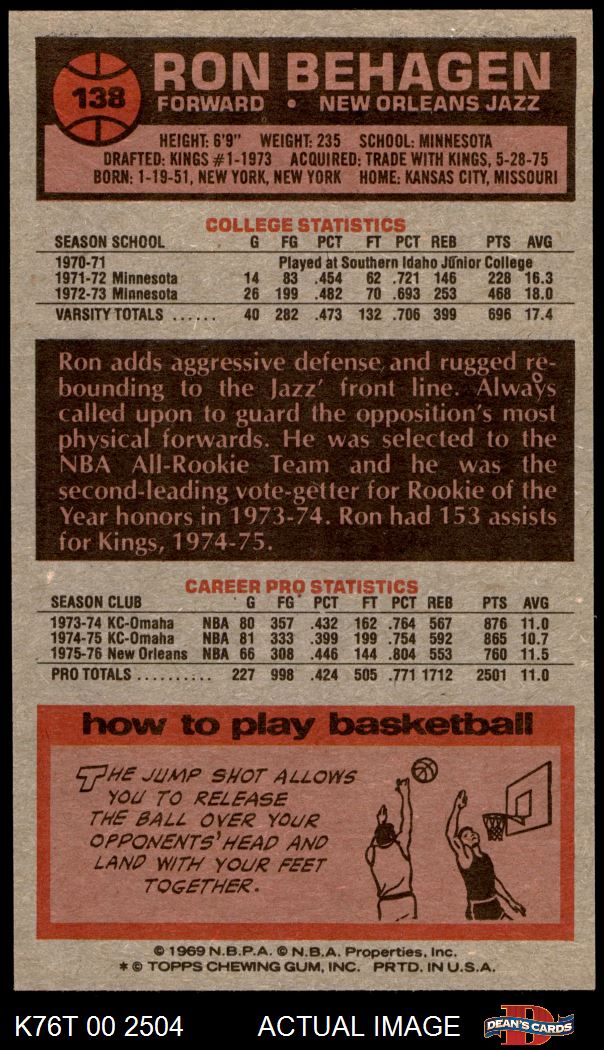 138
RON BEHAGEN
FORWARD • NEW ORLEANS JAZZ
HEIGHT: 6'9" WEIGHT: 235 SCHOOL: MINNESOTA
DRAFTED: KINGS #1-1973 ACQUIRED: TRADE WITH KINGS, 5-28-75
BORN: 1-19-51, NEW YORK, NEW YORK HOME: KANSAS CITY, MISSOURI
COLLEGE STATISTICS
SEASON SCHOOL G FG PCT FT PCT REB PTS AVG
1970-71 Played at Southern Idaho Junior College
1971-72 Minnesota 14 83 .454 62 .721 146 228 16.3
1972-73 Minnesota 26 199 .482 70 .693 253 468 18.0
VARSITY TOTALS ...... 40 282 .473 132 .706 399 696 17.4
Ron adds aggressive defense and rugged re-
bounding to the Jazz' front line. Always
called upon to guard the opposition's most
physical forwards. He was selected to the
NBA All-Rookie Team and he was the
second-leading vote-getter for Rookie of the
Year honors in 1973-74. Ron had 153 assists
for Kings, 1974-75.
CAREER PRO STATISTICS
SEASON CLUB G FG PCT FT PCT REB PTS AVG
1973-74 KC-Omaha NBA 80 357 .432 162 .764 567 876 11.0
1974-75 KC-Omaha NBA 81 333 .399 199 .754 592 865 10.7
1975-76 New Orleans NBA 66 308 .446 144 .804 553 760 11.5
PRO TOTALS .......... 227 998 .424 505 .771 1712 2501 11.0
how to play basketball
THE JUMP SHOT ALLOWS
YOU TO RELEASE
THE BALL OVER YOUR
OPPONENTS' HEAD AND
LAND WITH YOUR FEET
TOGETHER.
© 1969 N.B.P.A. © N.B.A. Properties, Inc.
* © TOPPS CHEWING GUM, INC. PRTD. IN U.S.A.
K76T 00 2504 ACTUAL IMAGE
D
DEAN'S CARDS